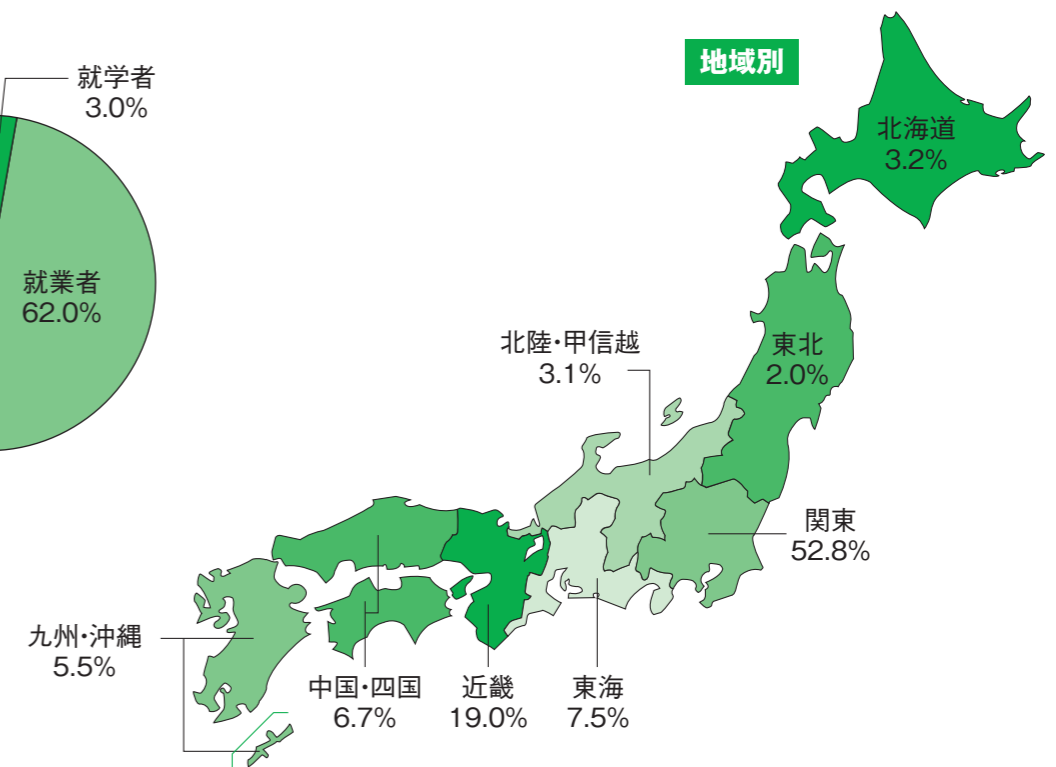 就学者
3.0%
就業者
62.0%
地域別
北海道
3.2%
東北
2.0%
北陸・甲信越
3.1%
関東
52.8%
九州・沖縄
5.5%
中国・四国
6.7%
近畿
19.0%
東海
7.5%